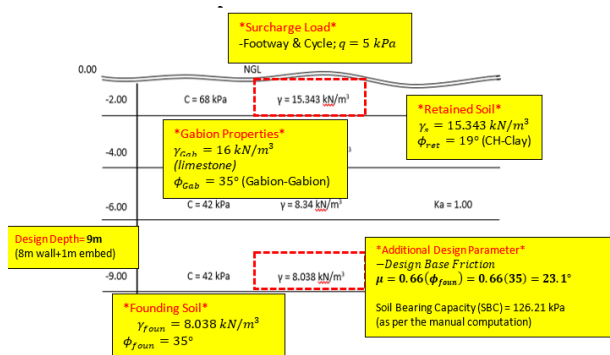 *Surcharge Load*
-Footway & Cycle; q = 5 kPa
0.00
NGL
-2.00
C = 68 kPa
γ = 15.343 kN/m³
*Retained Soil*
γₛ = 15.343 kN/m³
ϕret = 19° (CH-Clay)
*Gabion Properties*
γGab = 16 kN/m³
(limestone)
ϕGab = 35° (Gabion-Gabion)
-4.00
-6.00
C = 42 kPa
γ = 8.34 kN/m³
Ka = 1.00
Design Depth= 9m
(8m wall+1m embed)
*Additional Design Parameter*
−Design Base Friction
μ = 0.66(ϕfoun) = 0.66(35) = 23.1°
Soil Bearing Capacity(SBC) = 126.21 kPa
(as per the manual computation)
-9.00
C = 42 kPa
γ = 8.038 kN/m³
*Founding Soil*
γfoun = 8.038 kN/m³
ϕfoun = 35°